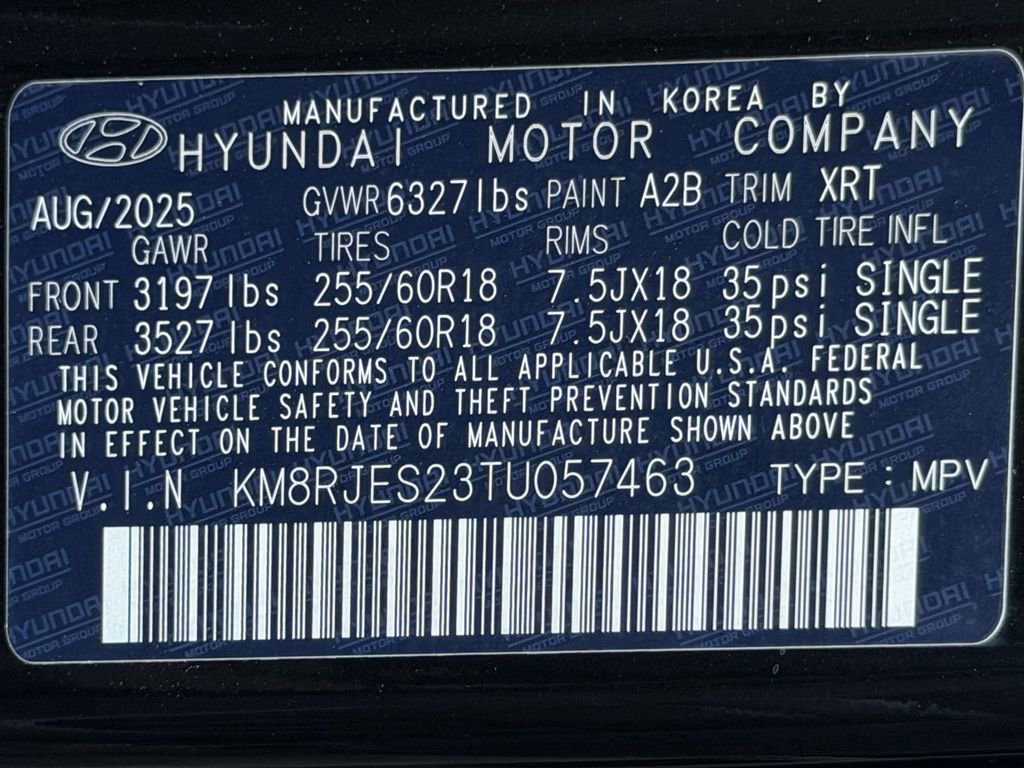 MANUFACTURED IN KOREA BY
HYUNDAI MOTOR COMPANY
AUG/2025 GVWR 6327lbs PAINT A2B TRIM XRT
GAWR TIRES RIMS COLD TIRE INFL
FRONT 3197lbs 255/60R18 7.5JX18 35psi SINGLE
REAR 3527lbs 255/60R18 7.5JX18 35psi SINGLE
THIS VEHICLE CONFORMS TO ALL APPLICABLE U.S.A. FEDERAL
MOTOR VEHICLE SAFETY AND THEFT PREVENTION STANDARDS
IN EFFECT ON THE DATE OF MANUFACTURE SHOWN ABOVE
V.I.N KM8RJES23TU057463 TYPE : MPV
HYUNDAI
MOTOR GROUP